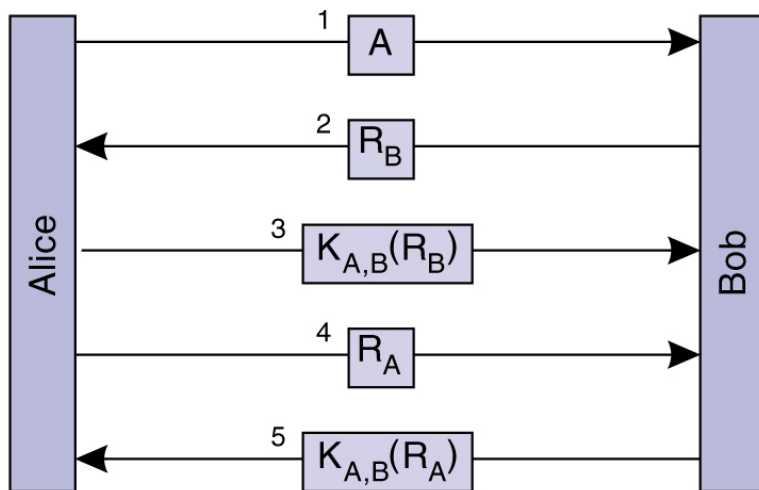 1
A
2
R_B
3
K_A,B(R_B)
Alice
Bob
4
R_A
5
K_A,B(R_A)